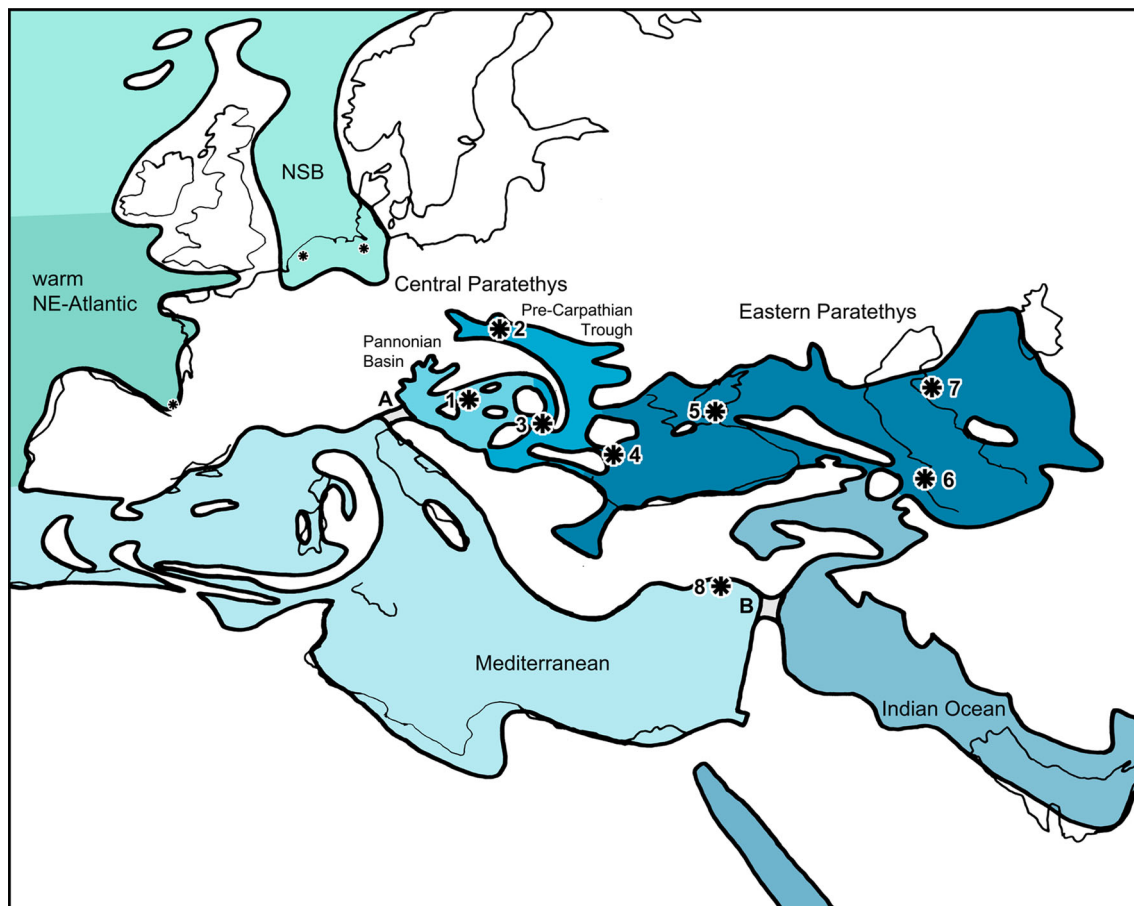 NSB
warm
NE-Atlantic
Central Paratethys
Pre-Carpathian
Trough
Eastern Paratethys
Pannonian
Basin
2
7
A
1
5
3
4
6
8
B
Mediterranean
Indian Ocean